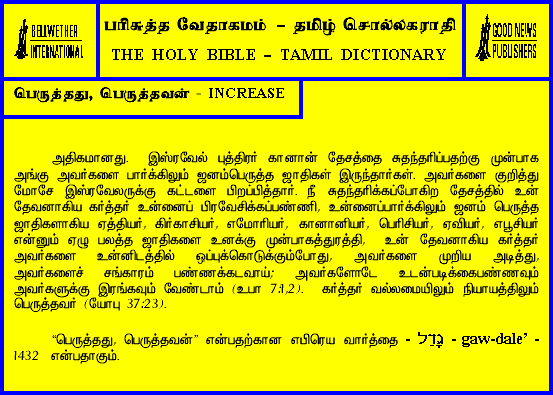 BELLWETHER
INTERNATIONAL
பரிசுத்த வேதாகமம் – தமிழ் சொல்லகராதி
THE HOLY BIBLE – TAMIL DICTIONARY
GOOD NEWS
PUBLISHERS
பெருத்தது, பெருத்தவன் - INCREASE
அதிகமானது. இஸ்ரவேல் புத்திரர் கானான் தேசத்தை சுதந்தரிப்பதற்கு முன்பாக
அங்கு அவர்களை பார்க்கிலும் ஜனம்பெருத்த ஜாதிகள் இருந்தார்கள். அவர்களை குறித்து
மோசே இஸ்ரவேலருக்கு கட்டளை பிறப்பித்தார். நீ சுதந்தரிக்கப்போகிற தேசத்தில் உன்
தேவனாகிய கர்த்தர் உன்னைப் பிரவேசிக்கப்பண்ணி, உன்னைப்பார்க்கிலும் ஜனம் பெருத்த
ஜாதிகளாகிய ஏத்தியர், கிர்காசியர், எமோரியர், கானானியர், பெரிசியர், ஏவியர், எபூசியர்
என்னும் ஏழு பலத்த ஜாதிகளை உனக்கு முன்பாகத்துரத்தி, உன் தேவனாகிய கர்த்தர்
அவர்களை உன்னிடத்தில் ஒப்புக்கொடுக்கும்போது, அவர்களை முறிய அடித்து,
அவர்களைச் சங்காரம் பண்ணக்கடவாய்; அவர்களோடே உடன்படிக்கைபண்ணவும்
அவர்களுக்கு இரங்கவும் வேண்டாம் (உபா 7:1,2). கர்த்தர் வல்லமையிலும் நியாயத்திலும்
பெருத்தவர் (யோபு 37:23).
“பெருத்தது, பெருத்தவன்” என்பதற்கான எபிரெய வார்த்தை - גָּדֵל - gaw-dale’ -
1432 என்பதாகும்.